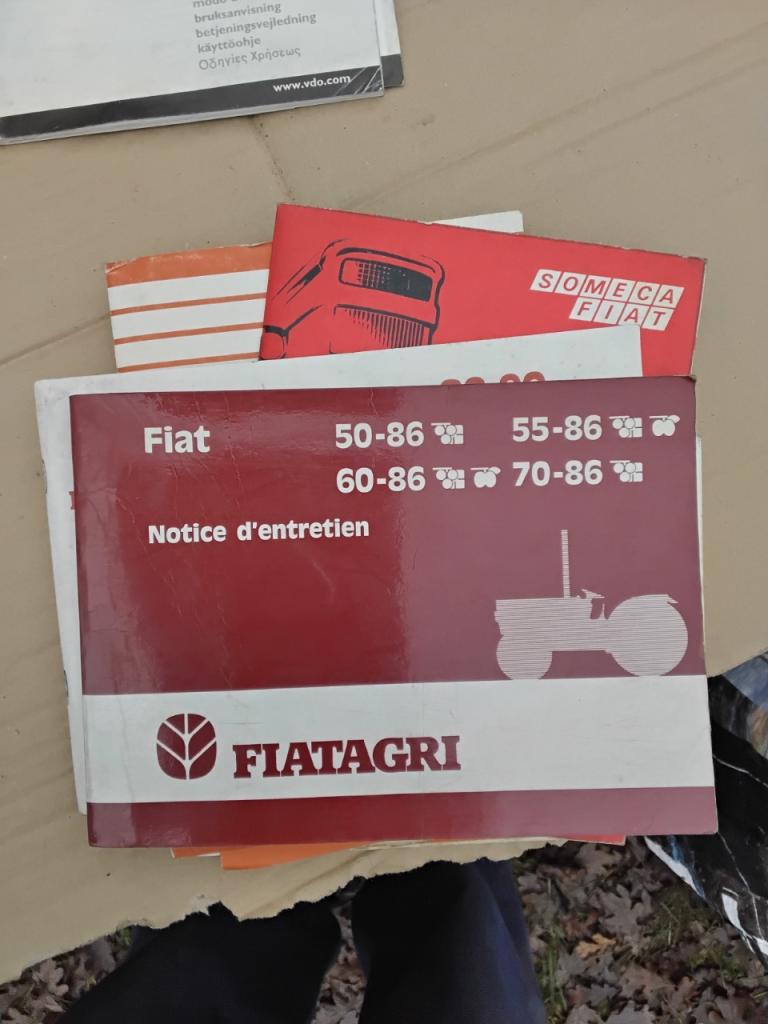 bruksanvisning
betjeningsvejledning
käyttöohje
Οδηγίες Χρήσεως
www.vdo.com
SOMECA
FIAT
Fiat 50-86 55-86
60-86 70-86
Notice d'entretien
FIATAGRI